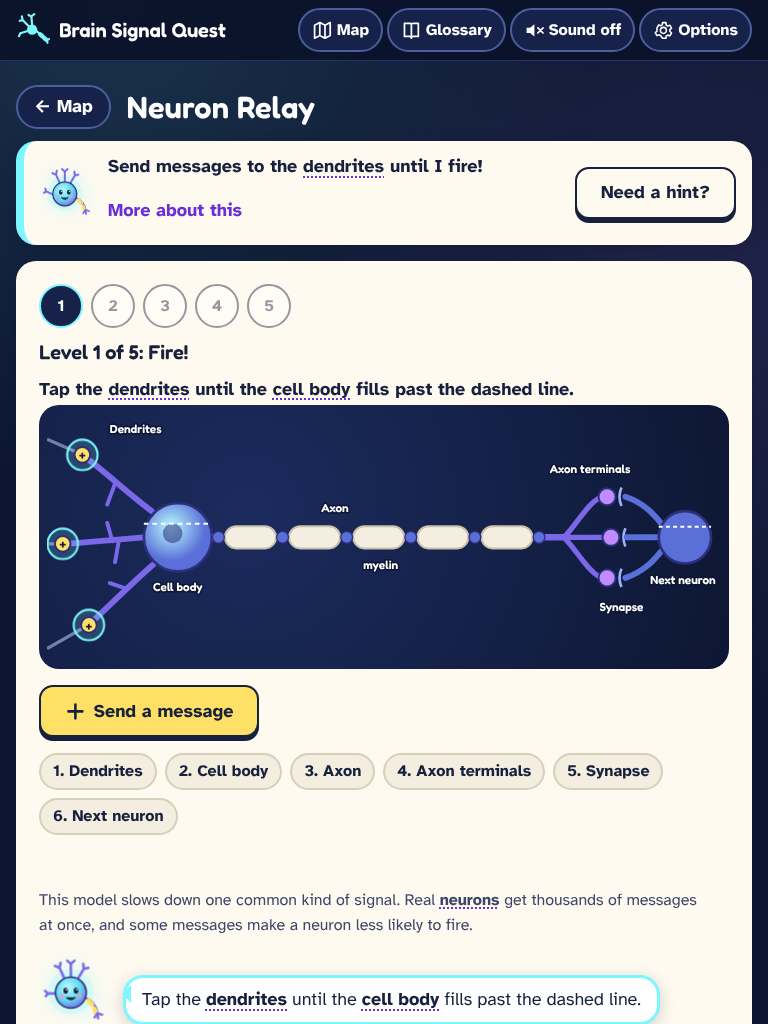 Brain Signal Quest
Map
Glossary
Sound off
Options
← Map
Neuron Relay
Send messages to the dendrites until I fire!
More about this
Need a hint?
1
2
3
4
5
Level 1 of 5: Fire!
Tap the dendrites until the cell body fills past the dashed line.
Dendrites
Axon terminals
Axon
myelin
Cell body
Next neuron
Synapse
+ Send a message
1. Dendrites
2. Cell body
3. Axon
4. Axon terminals
5. Synapse
6. Next neuron
This model slows down one common kind of signal. Real neurons get thousands of messages
at once, and some messages make a neuron less likely to fire.
Tap the dendrites until the cell body fills past the dashed line.